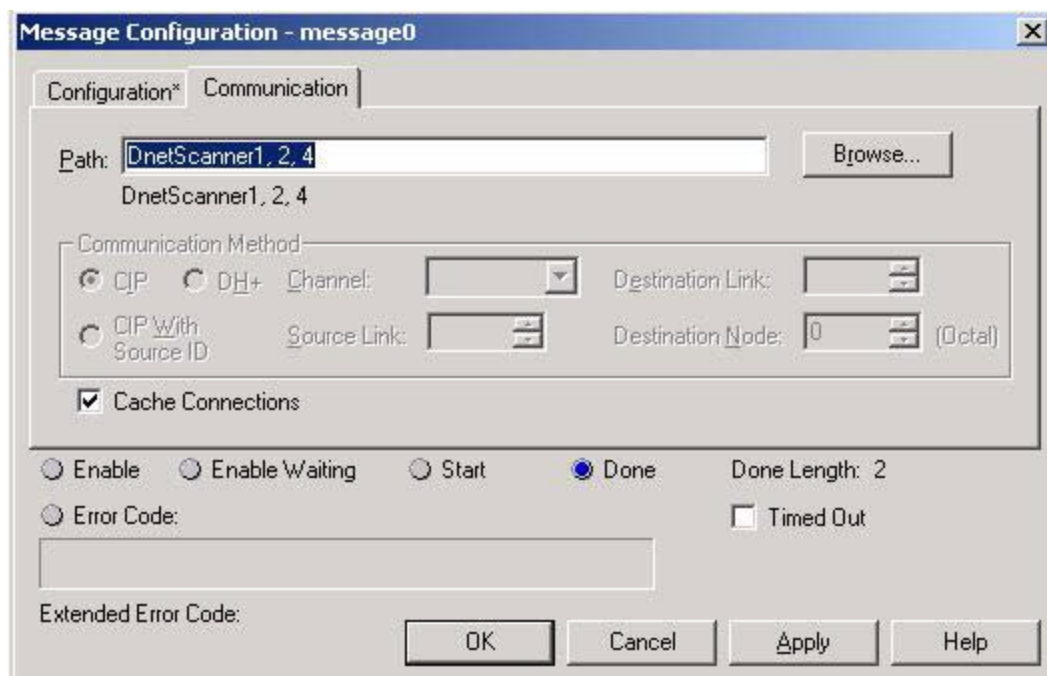 Message Configuration - message0
Configuration* Communication
Path: DnetScanner1, 2, 4 Browse...
DnetScanner1, 2, 4
Communication Method
CIP DH+ Channel: Destination Link:
CIP With
Source ID Source Link: Destination Node: 0 (Octal)
Cache Connections
Enable Enable Waiting Start Done Done Length: 2
Error Code: Timed Out
Extended Error Code:
OK Cancel Apply Help